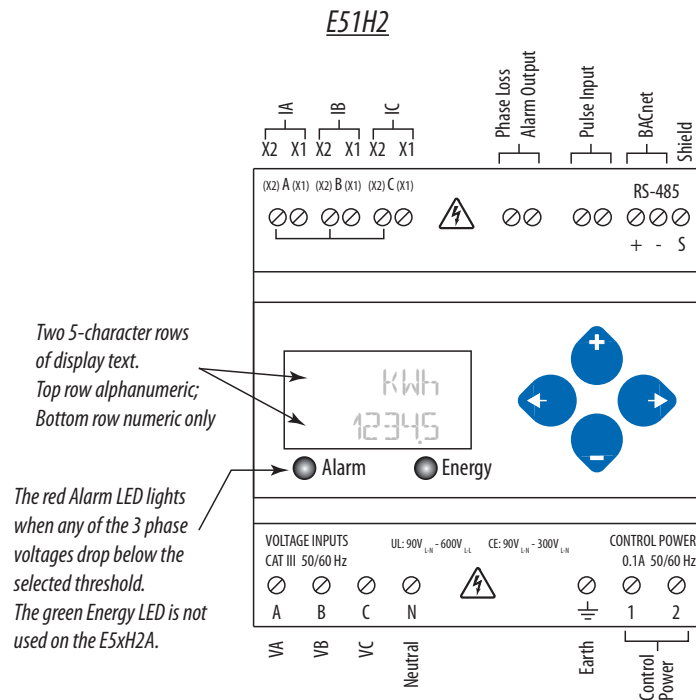 E51H2
IA IB IC
Phase Loss
Alarm Output
Pulse Input
BACnet
Shield
X2 X1 X2 X1 X2 X1
(X2) A (X1) (X2) B (X1) (X2) C (X1)
RS-485
+ - S
Two 5-character rows
of display text.
Top row alphanumeric;
Bottom row numeric only
KWh
1234.5
+
-
Alarm
Energy
The red Alarm LED lights
when any of the 3 phase
voltages drop below the
selected threshold.
The green Energy LED is not
used on the E5xH2A.
VOLTAGE INPUTS
CAT III 50/60 Hz
UL: 90V L-N - 600V L-L CE: 90V L-N - 300V L-N
CONTROL POWER
0.1A 50/60 Hz
A B C N 1 2
VA
VB
VC
Neutral
Earth
Control
Power